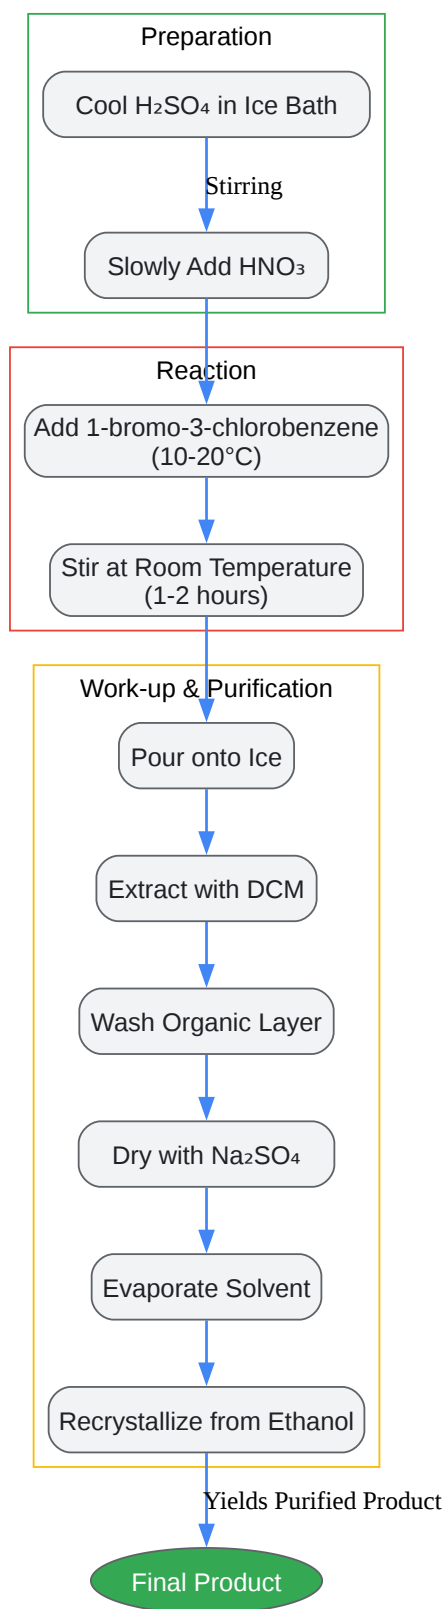 Preparation
Cool H₂SO₄ in Ice Bath
Stirring
Slowly Add HNO₃
Reaction
Add 1-bromo-3-chlorobenzene
(10-20°C)
Stir at Room Temperature
(1-2 hours)
Work-up & Purification
Pour onto Ice
Extract with DCM
Wash Organic Layer
Dry with Na₂SO₄
Evaporate Solvent
Recrystallize from Ethanol
Yields Purified Product
Final Product